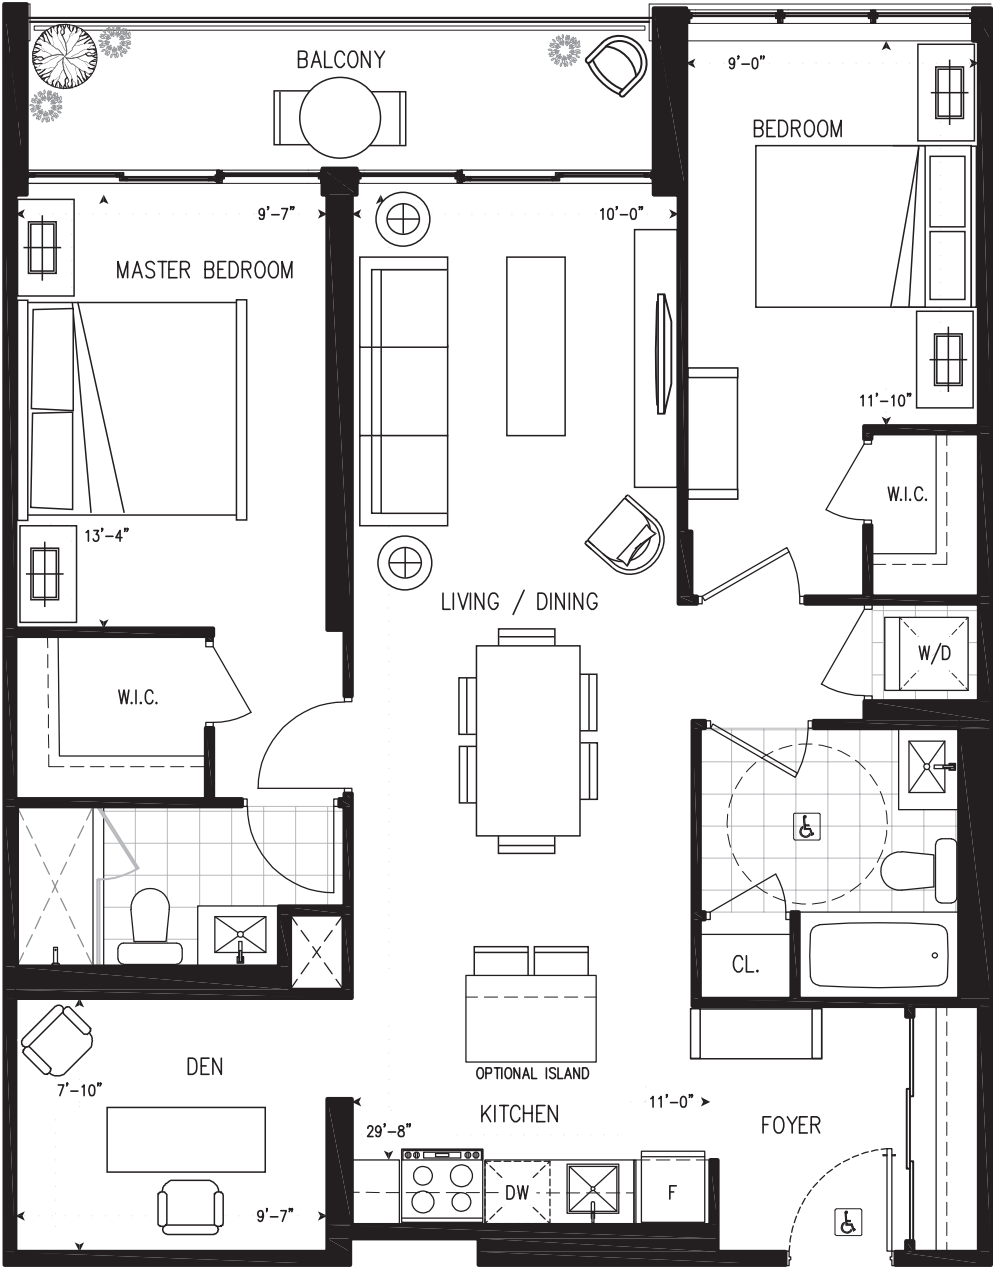 BALCONY
9'-0"
BEDROOM
9'-7"
10'-0"
MASTER BEDROOM
11'-10"
W.I.C.
13'-4"
LIVING / DINING
W/D
W.I.C.
CL.
DEN
OPTIONAL ISLAND
7'-10"
KITCHEN
11'-0"
FOYER
29'-8"
DW
F
9'-7"